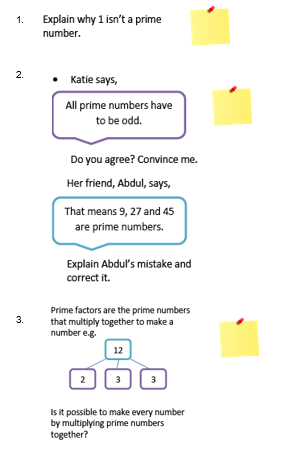 1. Explain why 1 isn't a prime
number.
2.
• Katie says,
All prime numbers have
to be odd.
Do you agree? Convince me.
Her friend, Abdul, says,
That means 9, 27 and 45
are prime numbers.
Explain Abdul's mistake and
correct it.
3. Prime factors are the prime numbers
that multiply together to make a
number e.g.
12
2 3 3
Is it possible to make every number
by multiplying prime numbers
together?